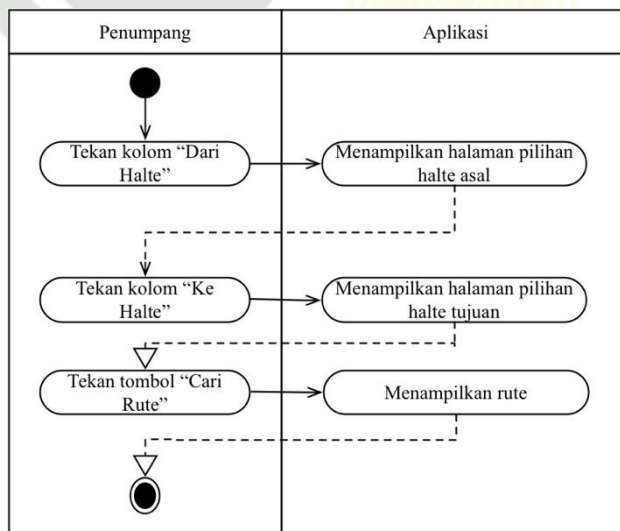 Penumpang
Aplikasi
Tekan kolom “Dari
Halte”
Menampilkan halaman pilihan
halte asal
Tekan kolom “Ke
Halte”
Menampilkan halaman pilihan
halte tujuan
Tekan tombol “Cari
Rute”
Menampilkan rute